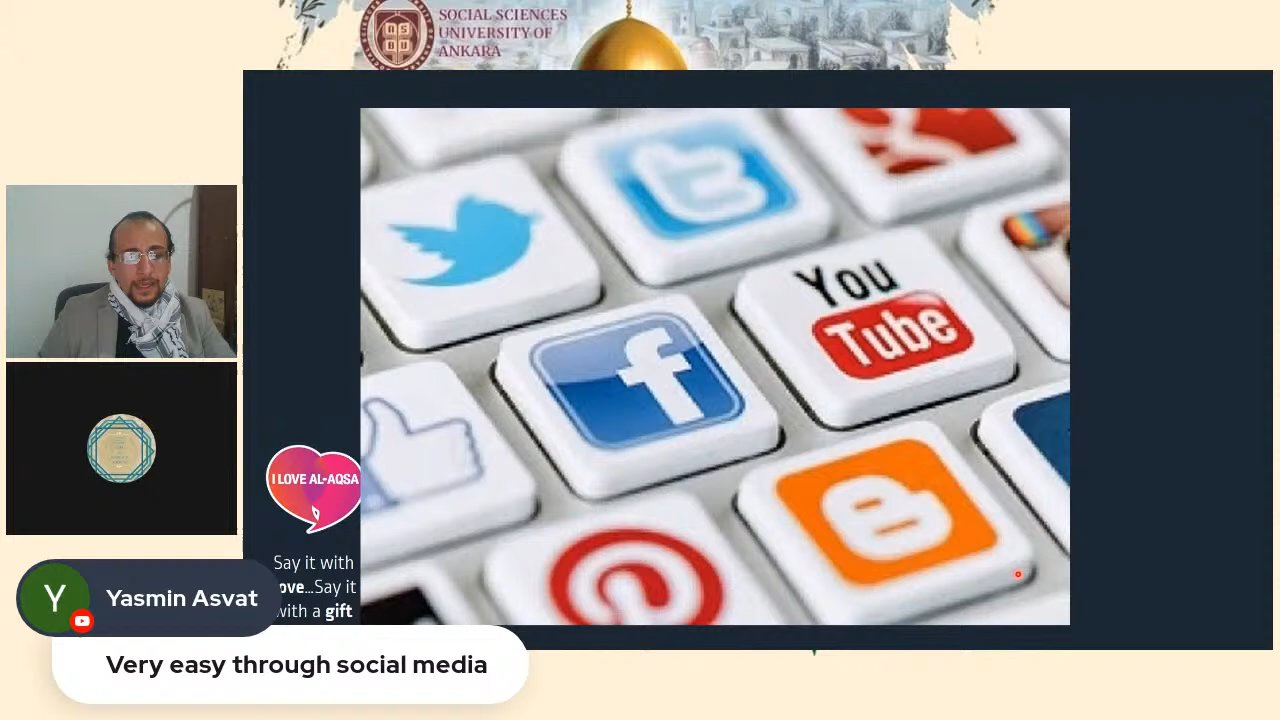 SOCIAL SCIENCES
UNIVERSITY OF
ANKARA
You
Tube
I LOVE AL-AQSA
Say it with
ove...Say it
with a gift
Y
Yasmin Asvat
Very easy through social media